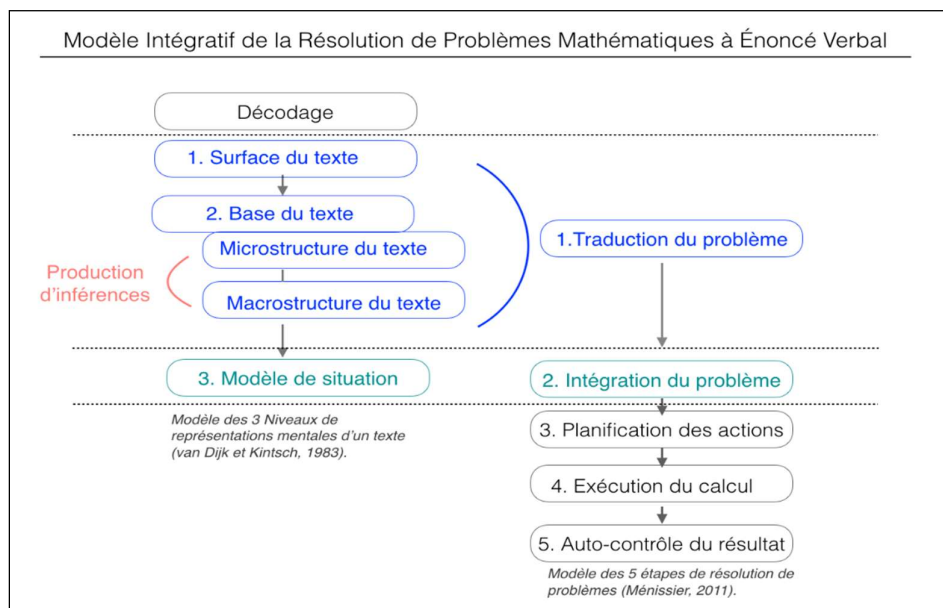 Modèle Intégratif de la Résolution de Problèmes Mathématiques à Énoncé Verbal
Décodage
1. Surface du texte
2. Base du texte
Microstructure du texte
Production
d'inférences
Macrostructure du texte
3. Modèle de situation
Modèle des 3 Niveaux de
représentations mentales d'un texte
(van Dijk et Kintsch, 1983).
1.Traduction du problème
2. Intégration du problème
3. Planification des actions
4. Exécution du calcul
5. Auto-contrôle du résultat
Modèle des 5 étapes de résolution de
problèmes (Ménissier, 2011).